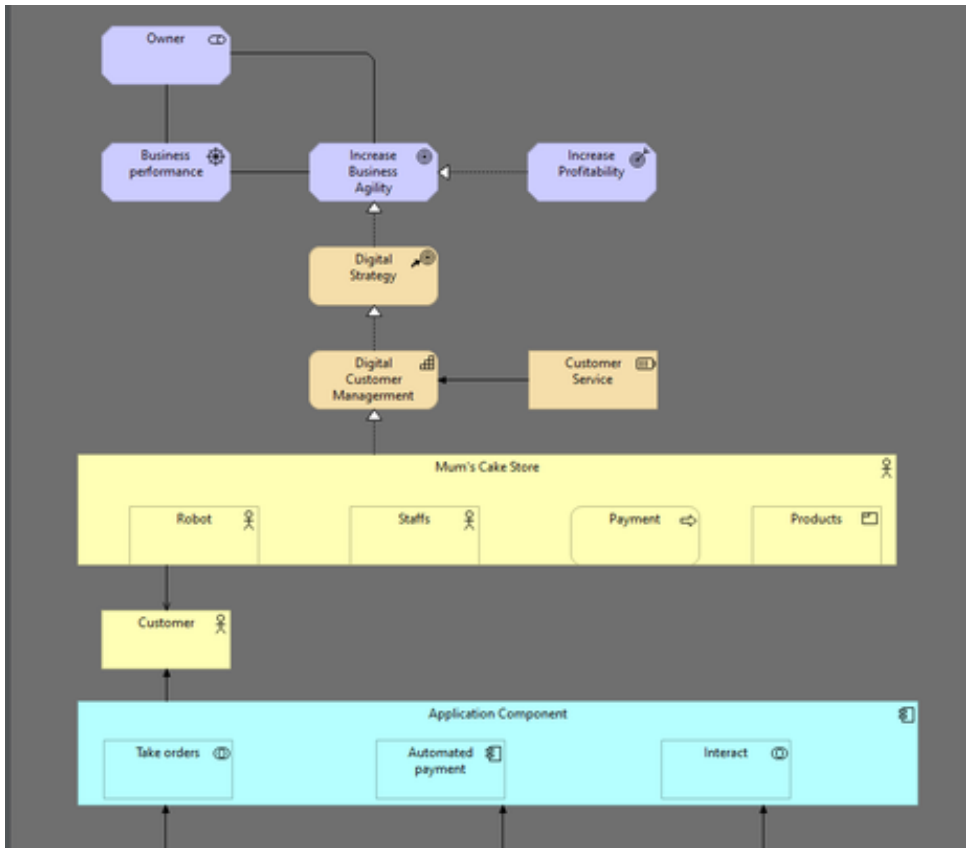 Owner
Business
performance
Increase
Business
Agility
Increase
Profitability
Digital
Strategy
Digital
Customer
Managerment
Customer
Service
Mum's Cake Store
Robot
Staffs
Payment
Products
Customer
Application Component
Take orders
Automated
payment
Interact